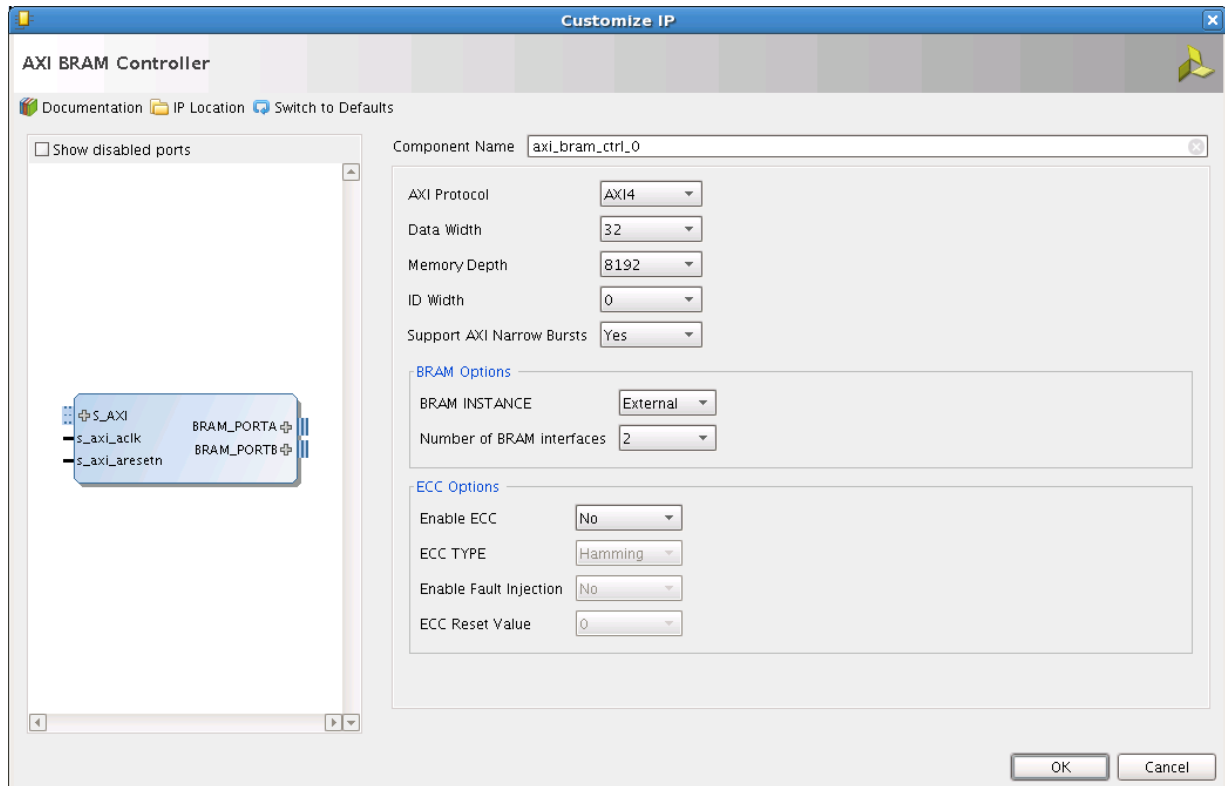 Customize IP
AXI BRAM Controller
Documentation IP Location Switch to Defaults
Show disabled ports
S_AXI
s_axi_aclk
s_axi_aresetn
BRAM_PORTA
BRAM_PORTB
Component Name axi_bram_ctrl_0
AXI Protocol AXI4
Data Width 32
Memory Depth 8192
ID Width 0
Support AXI Narrow Bursts Yes
BRAM Options
BRAM INSTANCE External
Number of BRAM interfaces 2
ECC Options
Enable ECC No
ECC TYPE Hamming
Enable Fault Injection No
ECC Reset Value 0
OK Cancel